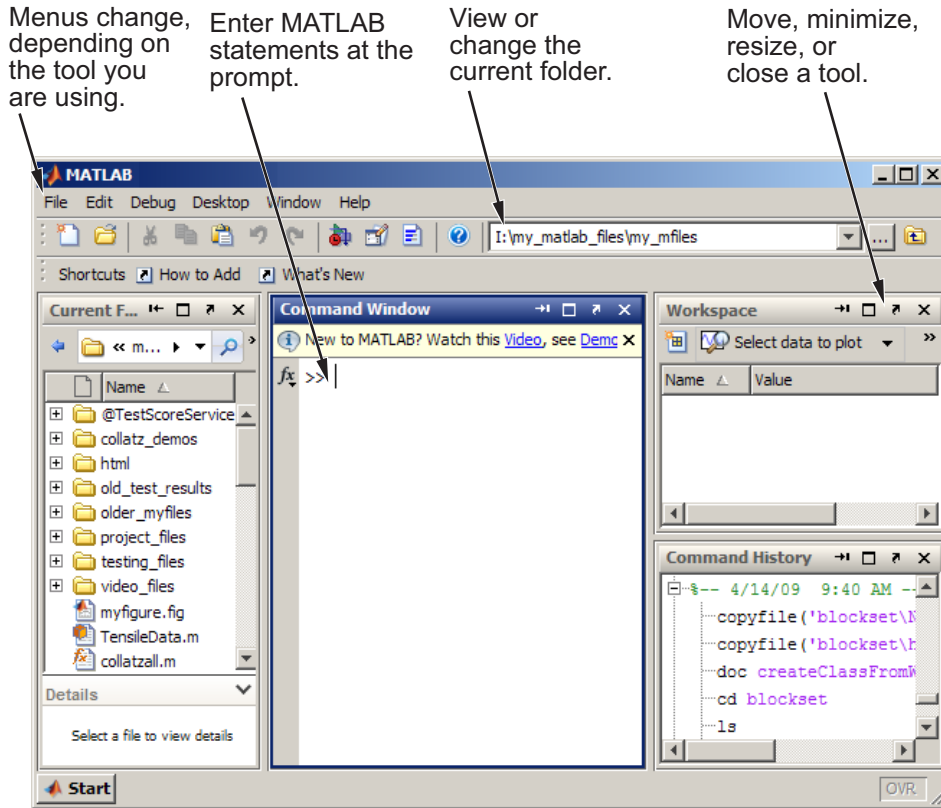 Menus change,
depending on
the tool you
are using.
Enter MATLAB
statements at the
prompt.
View or
change the
current folder.
Move, minimize,
resize, or
close a tool.
MATLAB
File Edit Debug Desktop Window Help
I:\my_matlab_files\my_mfiles
...
Shortcuts How to Add What's New
Current F...
« m...
Name
@TestScoreService
collatz_demos
html
old_test_results
older_myfiles
project_files
testing_files
video_files
myfigure.fig
TensileData.m
collatzall.m
Details
Select a file to view details
Command Window
New to MATLAB? Watch this Video, see Demo
fx >>
Workspace
Select data to plot »
Name Value
Command History
%-- 4/14/09 9:40 AM --
copyfile('blockset\N
copyfile('blockset\h
doc createClassFromW
cd blockset
ls
Start
OVR